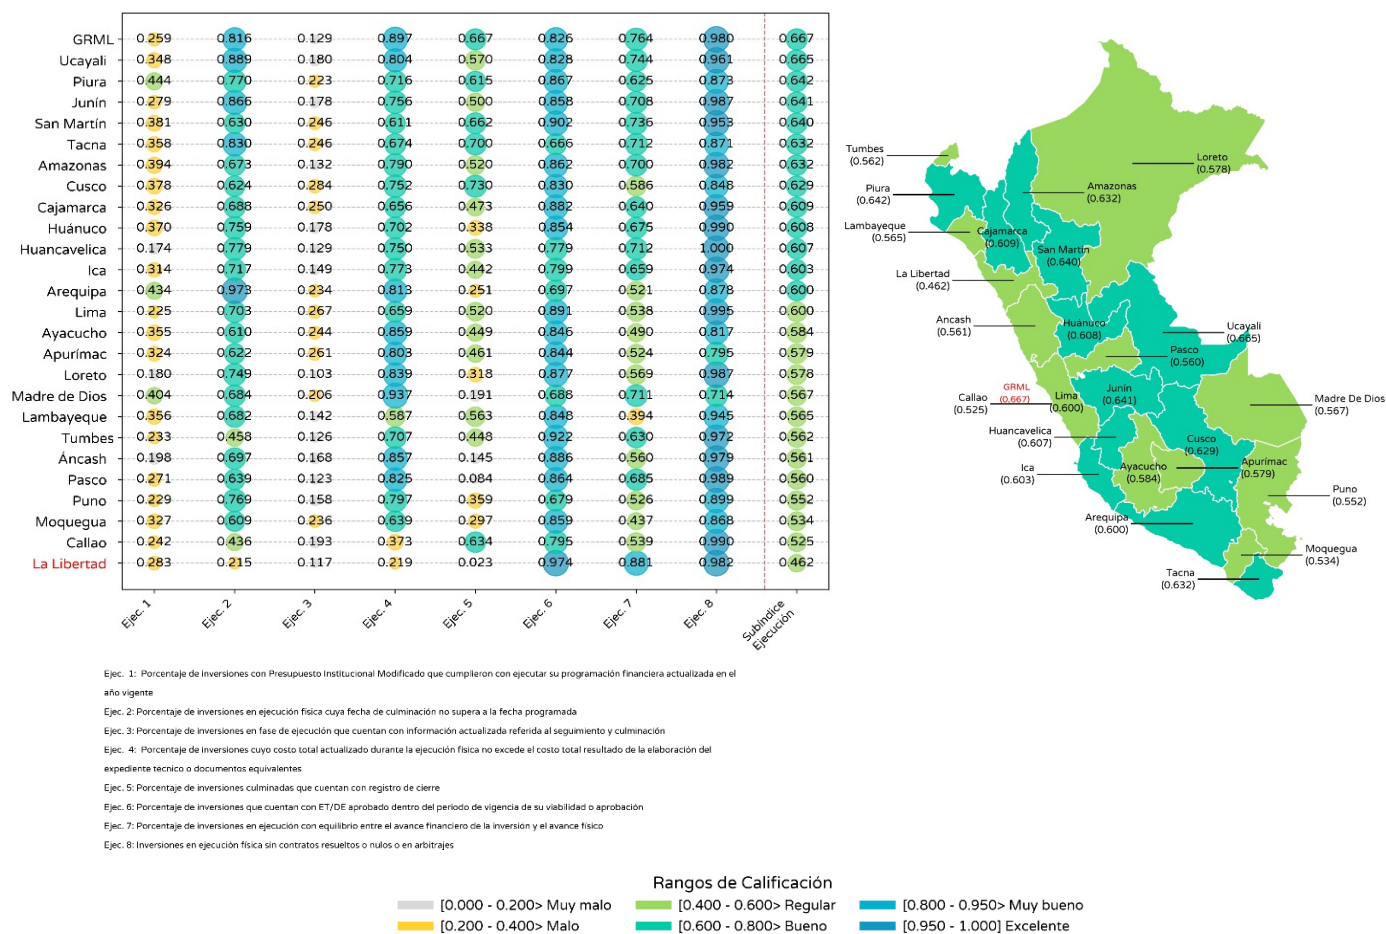 GRML 0.259 0.816 0.129 0.897 0.667 0.826 0.764 0.980 0.667
Ucayali 0.348 0.889 0.180 0.804 0.570 0.828 0.744 0.961 0.665
Piura 0.444 0.770 0.223 0.716 0.615 0.867 0.625 0.873 0.642
Junín 0.279 0.866 0.178 0.756 0.500 0.858 0.708 0.987 0.641
San Martín 0.381 0.630 0.246 0.611 0.662 0.902 0.736 0.953 0.640
Tacna 0.358 0.830 0.246 0.674 0.700 0.666 0.712 0.871 0.632
Amazonas 0.394 0.673 0.132 0.790 0.520 0.862 0.700 0.982 0.632
Cusco 0.378 0.624 0.284 0.752 0.730 0.830 0.586 0.848 0.629
Cajamarca 0.326 0.688 0.250 0.656 0.473 0.882 0.640 0.959 0.609
Huánuco 0.370 0.759 0.178 0.702 0.338 0.854 0.675 0.990 0.608
Huancavelica 0.174 0.779 0.129 0.750 0.533 0.779 0.712 1.000 0.607
Ica 0.314 0.717 0.149 0.773 0.442 0.799 0.659 0.974 0.603
Arequipa 0.434 0.973 0.234 0.813 0.251 0.697 0.521 0.878 0.600
Lima 0.225 0.703 0.267 0.659 0.520 0.891 0.538 0.995 0.600
Ayacucho 0.355 0.610 0.244 0.859 0.449 0.846 0.490 0.817 0.584
Apurímac 0.324 0.622 0.261 0.803 0.461 0.844 0.524 0.795 0.579
Loreto 0.180 0.749 0.103 0.839 0.318 0.877 0.569 0.987 0.578
Madre de Dios 0.404 0.684 0.206 0.937 0.191 0.688 0.711 0.714 0.567
Lambayeque 0.356 0.682 0.142 0.587 0.563 0.848 0.394 0.945 0.565
Tumbes 0.233 0.458 0.126 0.707 0.448 0.922 0.630 0.972 0.562
Áncash 0.198 0.697 0.168 0.857 0.145 0.886 0.560 0.979 0.561
Pasco 0.271 0.639 0.123 0.825 0.084 0.864 0.685 0.989 0.560
Puno 0.229 0.769 0.158 0.797 0.359 0.679 0.526 0.899 0.552
Moquegua 0.327 0.609 0.236 0.639 0.297 0.859 0.437 0.868 0.534
Callao 0.242 0.436 0.193 0.373 0.634 0.795 0.539 0.990 0.525
La Libertad 0.283 0.215 0.117 0.219 0.023 0.974 0.881 0.982 0.462
Ejec. 1 Ejec. 2 Ejec. 3 Ejec. 4 Ejec. 5 Ejec. 6 Ejec. 7 Ejec. 8 Subíndice
Ejecución
Tumbes
(0.562)
Loreto
(0.578)
Piura
(0.642)
Amazonas
(0.632)
Lambayeque
(0.565)
Cajamarca
(0.609)
San Martín
(0.640)
La Libertad
(0.462)
Ancash
(0.561)
Huánuco
(0.608)
Ucayali
(0.665)
Pasco
(0.560)
GRML
(0.667)
Callao
(0.525)
Lima
(0.600)
Junín
(0.641)
Madre De Dios
(0.567)
Huancavelica
(0.607)
Cusco
(0.629)
Ica
(0.603)
Ayacucho
(0.584)
Apurímac
(0.579)
Puno
(0.552)
Arequipa
(0.600)
Moquegua
(0.534)
Tacna
(0.632)
Ejec. 1: Porcentaje de inversiones con Presupuesto Institucional Modificado que cumplieron con ejecutar su programación financiera actualizada en el
año vigente
Ejec. 2: Porcentaje de inversiones en ejecución física cuya fecha de culminación no supera a la fecha programada
Ejec. 3: Porcentaje de inversiones en fase de ejecución que cuentan con información actualizada referida al seguimiento y culminación
Ejec. 4: Porcentaje de inversiones cuyo costo total actualizado durante la ejecución física no excede el costo total resultado de la elaboración del
expediente técnico o documentos equivalentes
Ejec. 5: Porcentaje de inversiones culminadas que cuentan con registro de cierre
Ejec. 6: Porcentaje de inversiones que cuentan con ET/DE aprobado dentro del periodo de vigencia de su viabilidad o aprobación
Ejec. 7: Porcentaje de inversiones en ejecución con equilibrio entre el avance financiero de la inversión y el avance físico
Ejec. 8: Inversiones en ejecución física sin contratos resueltos o nulos o en arbitrajes
Rangos de Calificación
[0.000 - 0.200> Muy malo [0.400 - 0.600> Regular [0.800 - 0.950> Muy bueno
[0.200 - 0.400> Malo [0.600 - 0.800> Bueno [0.950 - 1.000] Excelente